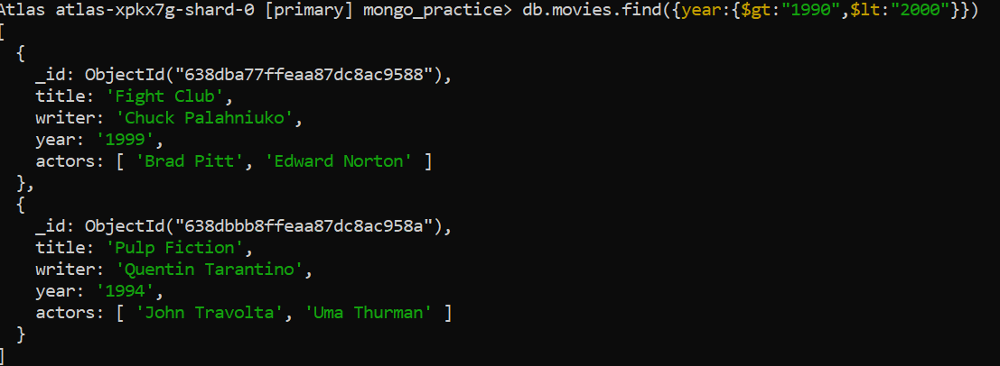 Atlas atlas-xpkx7g-shard-0 [primary] mongo_practice> db.movies.find({year:{$gt:"1990",$lt:"2000"}})
[
  {
    _id: ObjectId("638dba77ffeaa87dc8ac9588"),
    title: 'Fight Club',
    writer: 'Chuck Palahniuko',
    year: '1999',
    actors: [ 'Brad Pitt', 'Edward Norton' ]
  },
  {
    _id: ObjectId("638dbbb8ffeaa87dc8ac958a"),
    title: 'Pulp Fiction',
    writer: 'Quentin Tarantino',
    year: '1994',
    actors: [ 'John Travolta', 'Uma Thurman' ]
  }
]